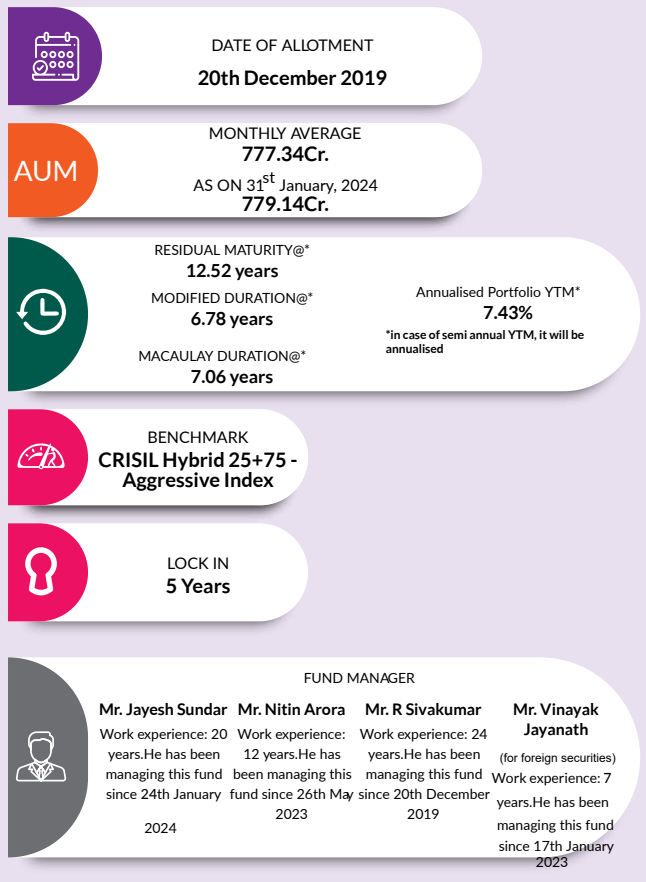 DATE OF ALLOTMENT
20th December 2019
AUM
MONTHLY AVERAGE
777.34Cr.
AS ON 31st January, 2024
779.14Cr.
RESIDUAL MATURITY@*
12.52 years
MODIFIED DURATION@*
6.78 years
MACAULAY DURATION@*
7.06 years
Annualised Portfolio YTM*
7.43%
*in case of semi annual YTM, it will be
annualised
BENCHMARK
CRISIL Hybrid 25+75 -
Aggressive Index
LOCK IN
5 Years
FUND MANAGER
Mr. Jayesh Sundar
Work experience: 20
years.He has been
managing this fund
since 24th January
2024
Mr. Nitin Arora
Work experience:
12 years.He has
been managing this
fund since 26th May
2023
Mr. R Sivakumar
Work experience: 24
years.He has been
managing this fund
since 20th December
2019
Mr. Vinayak
Jayanath
(for foreign securities)
Work experience: 7
years.He has been
managing this fund
since 17th January
2023